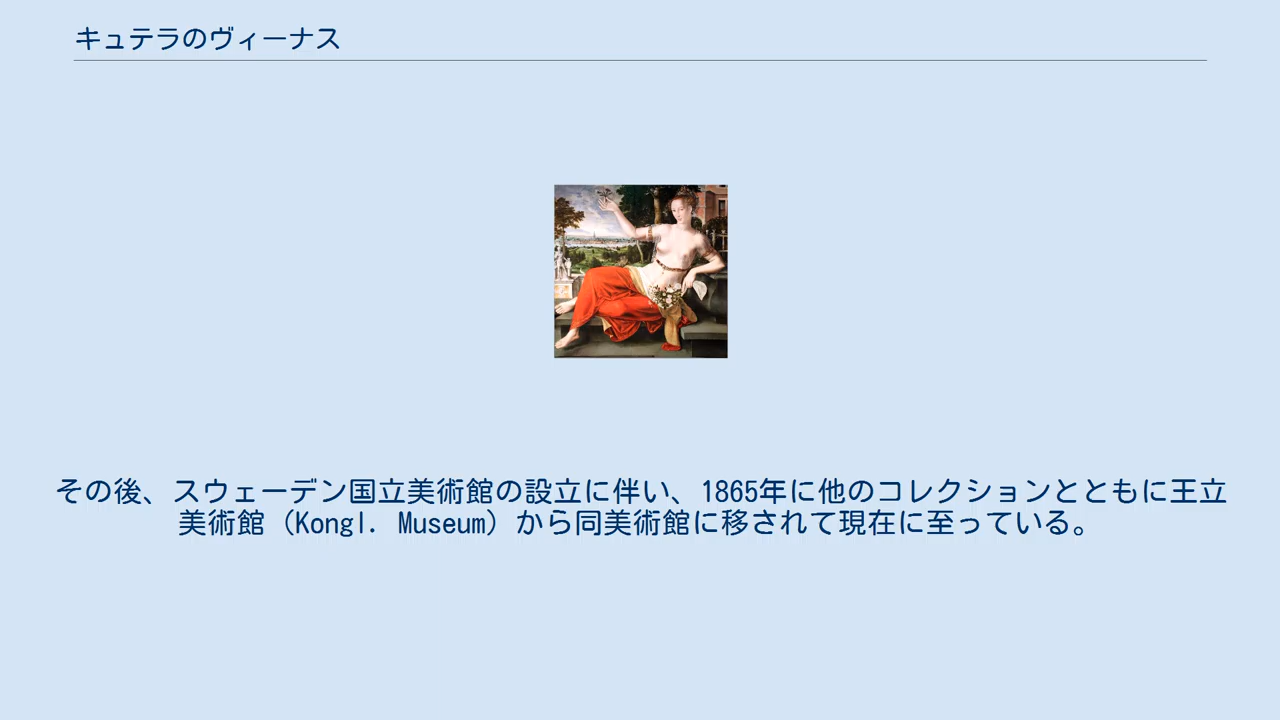 キュテラのヴィーナス
その後、スウェーデン国立美術館の設立に伴い、1865年に他のコレクションとともに王立
美術館（Kongl. Museum）から同美術館に移されて現在に至っている。